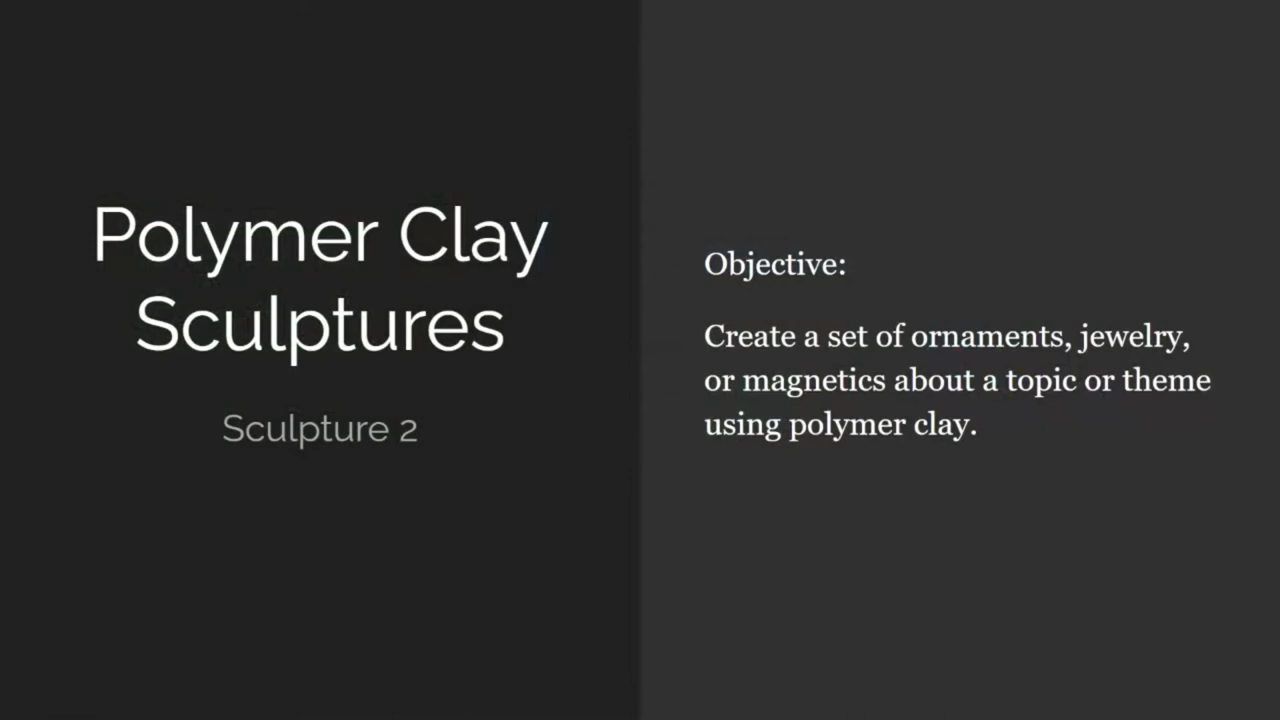 Polymer Clay
Sculptures
Sculpture 2
Objective:
Create a set of ornaments, jewelry,
or magnetics about a topic or theme
using polymer clay.